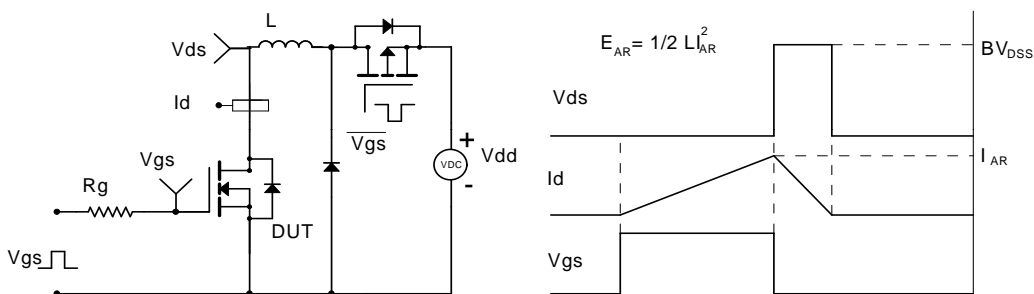 L
Vds
Id
Vgs
Vgs
Rg
DUT
Vgs
+
VDC
-
Vdd
E_AR= 1/2 LI_AR^2
BV_DSS
Vds
I_AR
Id
Vgs